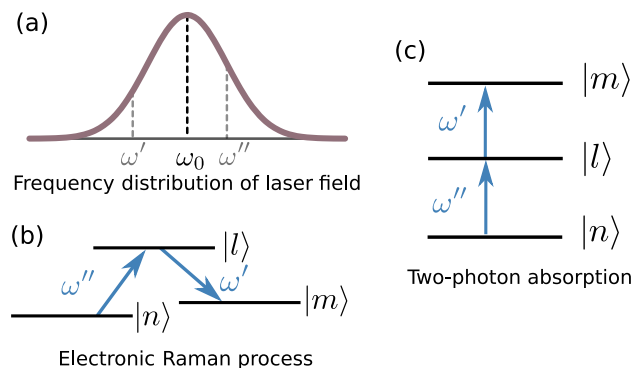 (a)
ω′ ω₀ ω″
Frequency distribution of laser field
(b)
|l⟩
ω″ ω′
|n⟩ |m⟩
Electronic Raman process
(c)
|m⟩
ω′
|l⟩
ω″
|n⟩
Two-photon absorption